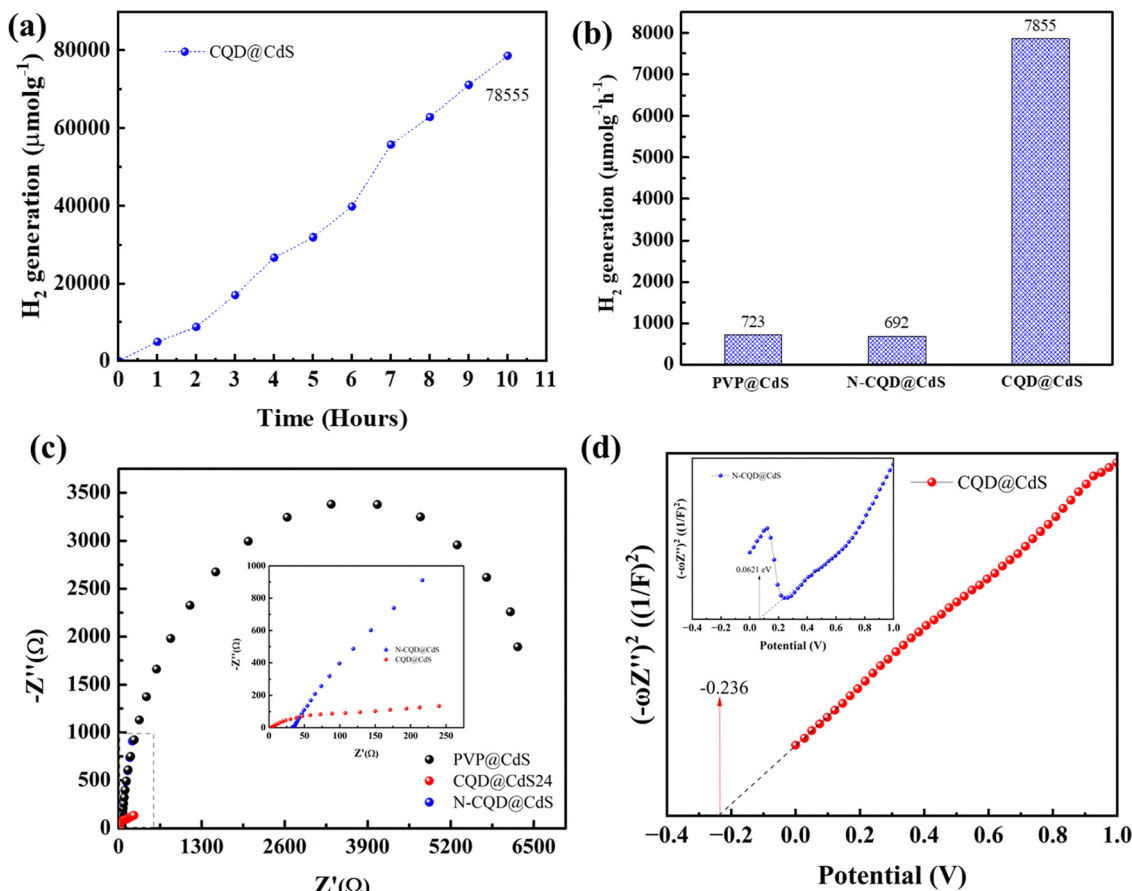 (a)
CQD@CdS
78555
80000
60000
40000
20000
0
H₂ generation (μmolg⁻¹)
0 1 2 3 4 5 6 7 8 9 10 11
Time (Hours)
(b)
7855
723
692
8000
7000
6000
5000
4000
3000
2000
1000
0
H₂ generation (μmolg⁻¹h⁻¹)
PVP@CdS N-CQD@CdS CQD@CdS
(c)
3500
3000
2500
2000
1500
1000
500
0
-Z''(Ω)
1000
800
600
400
200
0
-Z''(Ω)
N-CQD@CdS
CQD@CdS
0 50 100 150 200 250
Z'(Ω)
PVP@CdS
CQD@CdS24
N-CQD@CdS
0 1300 2600 3900 5200 6500
Z'(Ω)
(d)
N-CQD@CdS
(-ωZ'')² ((1/F)²)
0.0621 eV
−0.4 −0.2 0.0 0.2 0.4 0.6 0.8 1.0
Potential (V)
CQD@CdS
(-ωZ'')² ((1/F)²)
-0.236
−0.4 −0.2 0.0 0.2 0.4 0.6 0.8 1.0
Potential (V)